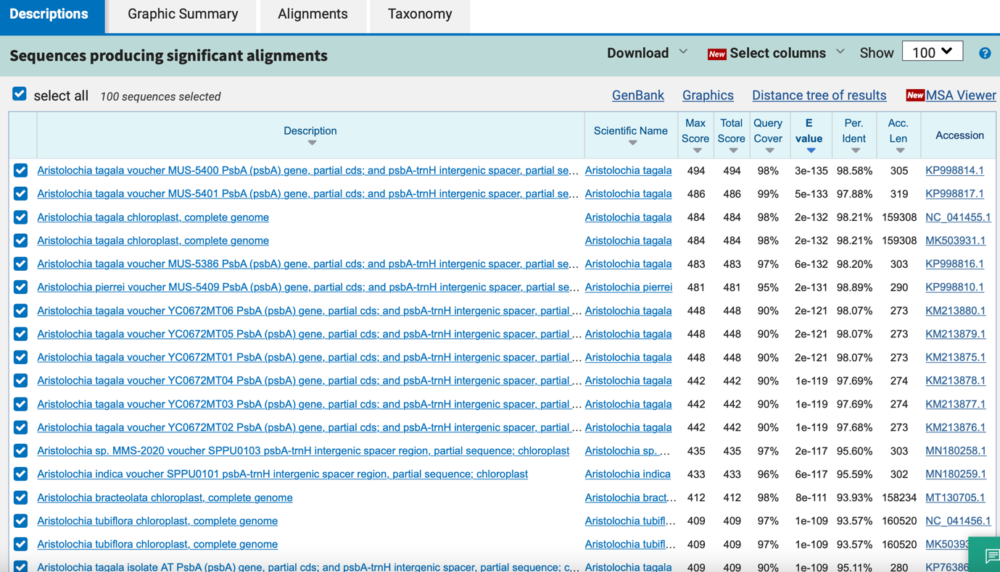 Descriptions Graphic Summary Alignments Taxonomy
Sequences producing significant alignments Download New Select columns Show 100 ?
select all 100 sequences selected GenBank Graphics Distance tree of results New MSA Viewer
Description Scientific Name Max Score Total Score Query Cover E value Per. Ident Acc. Len Accession
Aristolochia tagala voucher MUS-5400 PsbA (psbA) gene, partial cds; and psbA-trnH intergenic spacer, partial se... Aristolochia tagala 494 494 98% 3e-135 98.58% 305 KP998814.1
Aristolochia tagala voucher MUS-5401 PsbA (psbA) gene, partial cds; and psbA-trnH intergenic spacer, partial se... Aristolochia tagala 486 486 99% 5e-133 97.88% 319 KP998817.1
Aristolochia tagala chloroplast, complete genome Aristolochia tagala 484 484 98% 2e-132 98.21% 159308 NC_041455.1
Aristolochia tagala chloroplast, complete genome Aristolochia tagala 484 484 98% 2e-132 98.21% 159308 MK503931.1
Aristolochia tagala voucher MUS-5386 PsbA (psbA) gene, partial cds; and psbA-trnH intergenic spacer, partial se... Aristolochia tagala 483 483 97% 6e-132 98.20% 303 KP998816.1
Aristolochia pierrei voucher MUS-5409 PsbA (psbA) gene, partial cds; and psbA-trnH intergenic spacer, partial se... Aristolochia pierrei 481 481 95% 2e-131 98.89% 290 KP998810.1
Aristolochia tagala voucher YC0672MT06 PsbA (psbA) gene, partial cds; and psbA-trnH intergenic spacer, partial ... Aristolochia tagala 448 448 90% 2e-121 98.07% 273 KM213880.1
Aristolochia tagala voucher YC0672MT05 PsbA (psbA) gene, partial cds; and psbA-trnH intergenic spacer, partial ... Aristolochia tagala 448 448 90% 2e-121 98.07% 273 KM213879.1
Aristolochia tagala voucher YC0672MT01 PsbA (psbA) gene, partial cds; and psbA-trnH intergenic spacer, partial ... Aristolochia tagala 448 448 90% 2e-121 98.07% 273 KM213875.1
Aristolochia tagala voucher YC0672MT04 PsbA (psbA) gene, partial cds; and psbA-trnH intergenic spacer, partial ... Aristolochia tagala 442 442 90% 1e-119 97.69% 274 KM213878.1
Aristolochia tagala voucher YC0672MT03 PsbA (psbA) gene, partial cds; and psbA-trnH intergenic spacer, partial ... Aristolochia tagala 442 442 90% 1e-119 97.69% 274 KM213877.1
Aristolochia tagala voucher YC0672MT02 PsbA (psbA) gene, partial cds; and psbA-trnH intergenic spacer, partial ... Aristolochia tagala 442 442 90% 1e-119 97.68% 273 KM213876.1
Aristolochia sp. MMS-2020 voucher SPPU0103 psbA-trnH intergenic spacer region, partial sequence; chloroplast Aristolochia sp. ... 435 435 97% 2e-117 95.60% 303 MN180258.1
Aristolochia indica voucher SPPU0101 psbA-trnH intergenic spacer region, partial sequence; chloroplast Aristolochia indica 433 433 96% 6e-117 95.59% 302 MN180259.1
Aristolochia bracteolata chloroplast, complete genome Aristolochia bract... 412 412 98% 8e-111 93.93% 158234 MT130705.1
Aristolochia tubiflora chloroplast, complete genome Aristolochia tubifl... 409 409 97% 1e-109 93.57% 160520 NC_041456.1
Aristolochia tubiflora chloroplast, complete genome Aristolochia tubifl... 409 409 97% 1e-109 93.57% 160520 MK50393
Aristolochia tagala isolate AT PsbA (psbA) gene, partial cds; and psbA-trnH intergenic spacer, partial sequence; c... Aristolochia tagala 409 409 90% 1e-109 95.11% 280 KP76386